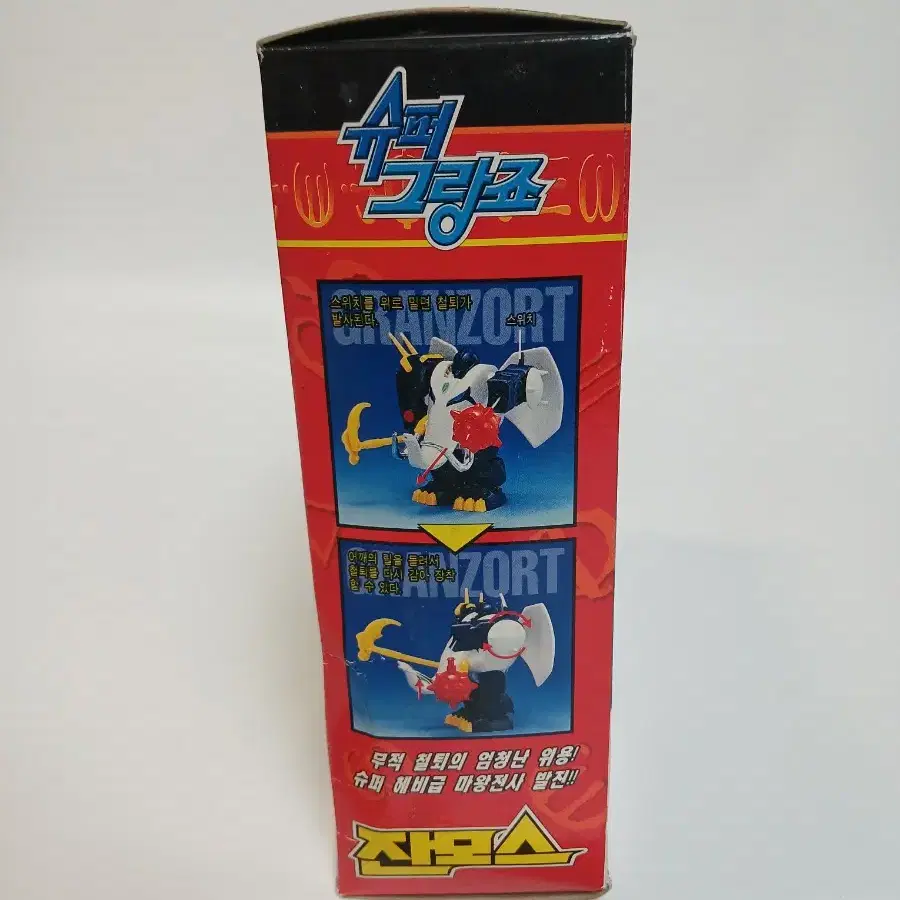 슈퍼
그랑죠
GRANZORT
스위치를 위로 밀면 철퇴가
발사된다.
스위치
GRANZORT
어깨의 릴을 돌려서
철퇴를 다시 감아 장착
할 수 있다.
무적 철퇴의 엄청난 위용!
슈퍼 헤비급 마왕전사 발진!!
잔모스